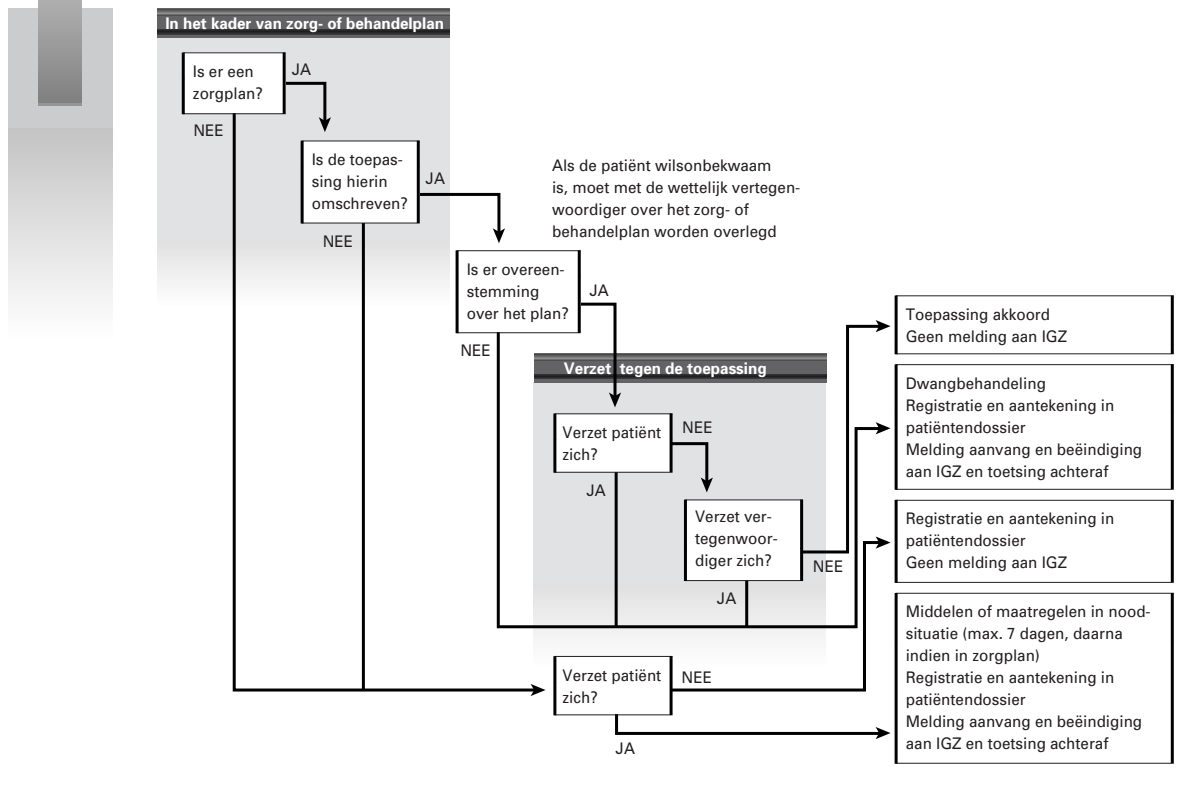 In het kader van zorg- of behandelplan
Is er een
zorgplan?
JA
NEE
Is de toepas-
sing hierin
omschreven?
JA
NEE
Als de patiënt wilsonbekwaam
is, moet met de wettelijk vertegen-
woordiger over het zorg- of
behandelplan worden overlegd
Is er overeen-
stemming
over het plan?
JA
NEE
Verzet tegen de toepassing
Verzet patiënt
zich?
NEE
JA
Verzet ver-
tegenwoor-
diger zich?
NEE
JA
Verzet patiënt
zich?
NEE
JA
Toepassing akkoord
Geen melding aan IGZ
Dwangbehandeling
Registratie en aantekening in
patiëntendossier
Melding aanvang en beëindiging
aan IGZ en toetsing achteraf
Registratie en aantekening in
patiëntendossier
Geen melding aan IGZ
Middelen of maatregelen in nood-
situatie (max. 7 dagen, daarna
indien in zorgplan)
Registratie en aantekening in
patiëntendossier
Melding aanvang en beëindiging
aan IGZ en toetsing achteraf